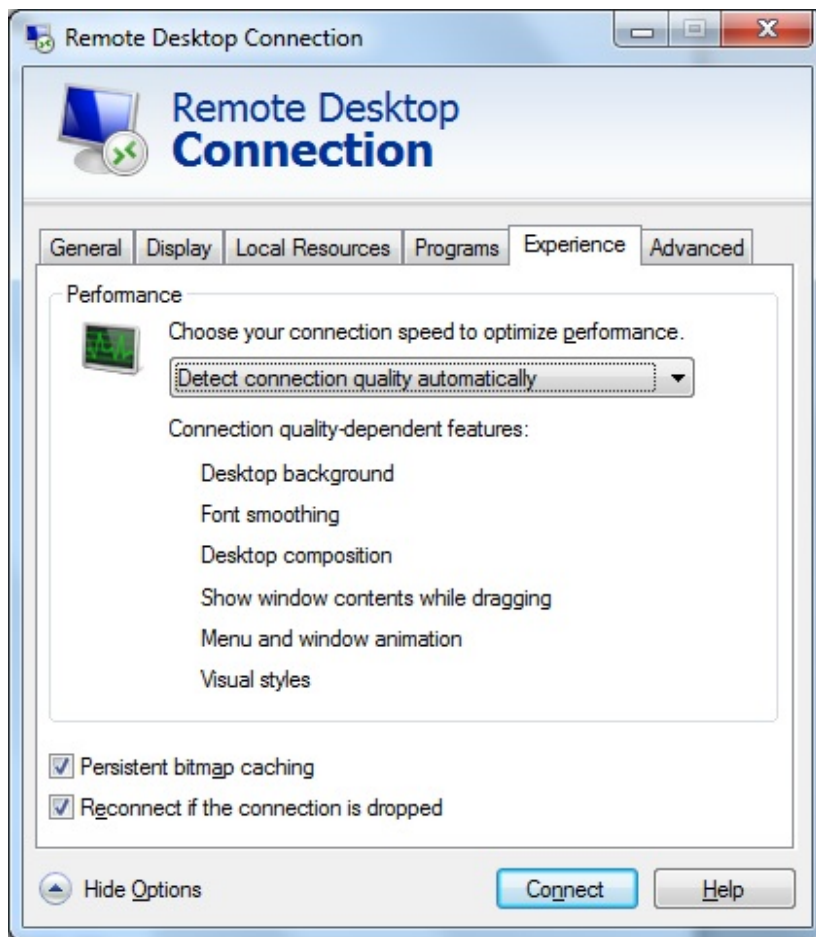 Remote Desktop Connection
Remote Desktop
Connection
General Display Local Resources Programs Experience Advanced
Performance
Choose your connection speed to optimize performance.
Detect connection quality automatically
Connection quality-dependent features:
Desktop background
Font smoothing
Desktop composition
Show window contents while dragging
Menu and window animation
Visual styles
Persistent bitmap caching
Reconnect if the connection is dropped
Hide Options Connect Help